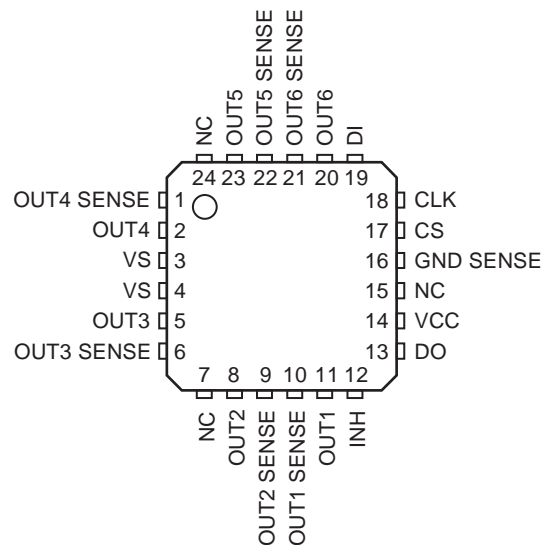 NC
OUT5
OUT5 SENSE
OUT6 SENSE
OUT6
DI
24 23 22 21 20 19
OUT4 SENSE 1
OUT4 2
VS 3
VS 4
OUT3 5
OUT3 SENSE 6
18 CLK
17 CS
16 GND SENSE
15 NC
14 VCC
13 DO
7 8 9 10 11 12
NC
OUT2
OUT2 SENSE
OUT1 SENSE
OUT1
INH